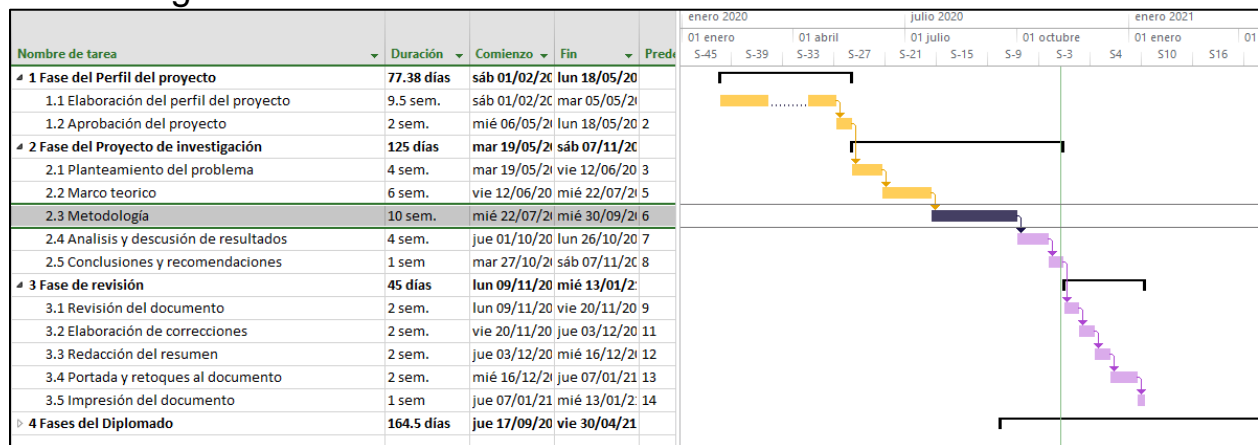 enero 2020 julio 2020 enero 2021
01 enero 01 abril 01 julio 01 octubre 01 enero 01
Nombre de tarea Duración Comienzo Fin Prede S-45 S-39 S-33 S-27 S-21 S-15 S-9 S-3 S4 S10 S16
1 Fase del Perfil del proyecto 77.38 días sáb 01/02/20 lun 18/05/20
1.1 Elaboración del perfil del proyecto 9.5 sem. sáb 01/02/20 mar 05/05/20
1.2 Aprobación del proyecto 2 sem. mié 06/05/20 lun 18/05/20 2
2 Fase del Proyecto de investigación 125 días mar 19/05/20 sáb 07/11/20
2.1 Planteamiento del problema 4 sem. mar 19/05/20 vie 12/06/20 3
2.2 Marco teorico 6 sem. vie 12/06/20 mié 22/07/20 5
2.3 Metodología 10 sem. mié 22/07/20 mié 30/09/20 6
2.4 Analisis y descusión de resultados 4 sem. jue 01/10/20 lun 26/10/20 7
2.5 Conclusiones y recomendaciones 1 sem mar 27/10/20 sáb 07/11/20 8
3 Fase de revisión 45 días lun 09/11/20 mié 13/01/2
3.1 Revisión del documento 2 sem. lun 09/11/20 vie 20/11/20 9
3.2 Elaboración de correcciones 2 sem. vie 20/11/20 jue 03/12/20 11
3.3 Redacción del resumen 2 sem. jue 03/12/20 mié 16/12/20 12
3.4 Portada y retoques al documento 2 sem. mié 16/12/20 jue 07/01/21 13
3.5 Impresión del documento 1 sem jue 07/01/21 mié 13/01/2 14
4 Fases del Diplomado 164.5 días jue 17/09/20 vie 30/04/21